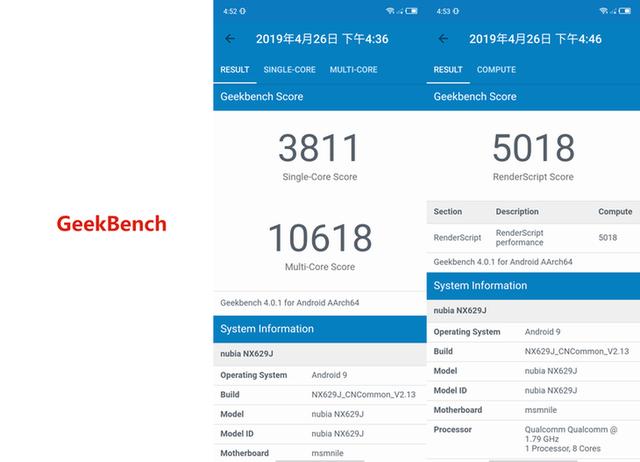 GeekBench
4:52
2019年4月26日 下午4:36
RESULT SINGLE-CORE MULTI-CORE
Geekbench Score
3811
Single-Core Score
10618
Multi-Core Score
Geekbench 4.0.1 for Android AArch64
System Information
nubia NX629J
Operating System Android 9
Build NX629J_CNCommon_V2.13
Model nubia NX629J
Model ID nubia NX629J
Motherboard msmnile
4:53
2019年4月26日 下午4:46
RESULT COMPUTE
Geekbench Score
5018
RenderScript Score
Section Description Compute
RenderScript RenderScript performance 5018
Geekbench 4.0.1 for Android AArch64
System Information
nubia NX629J
Operating System Android 9
Build NX629J_CNCommon_V2.13
Model nubia NX629J
Model ID nubia NX629J
Motherboard msmnile
Processor Qualcomm Qualcomm @
1.79 GHz
1 Processor, 8 Cores